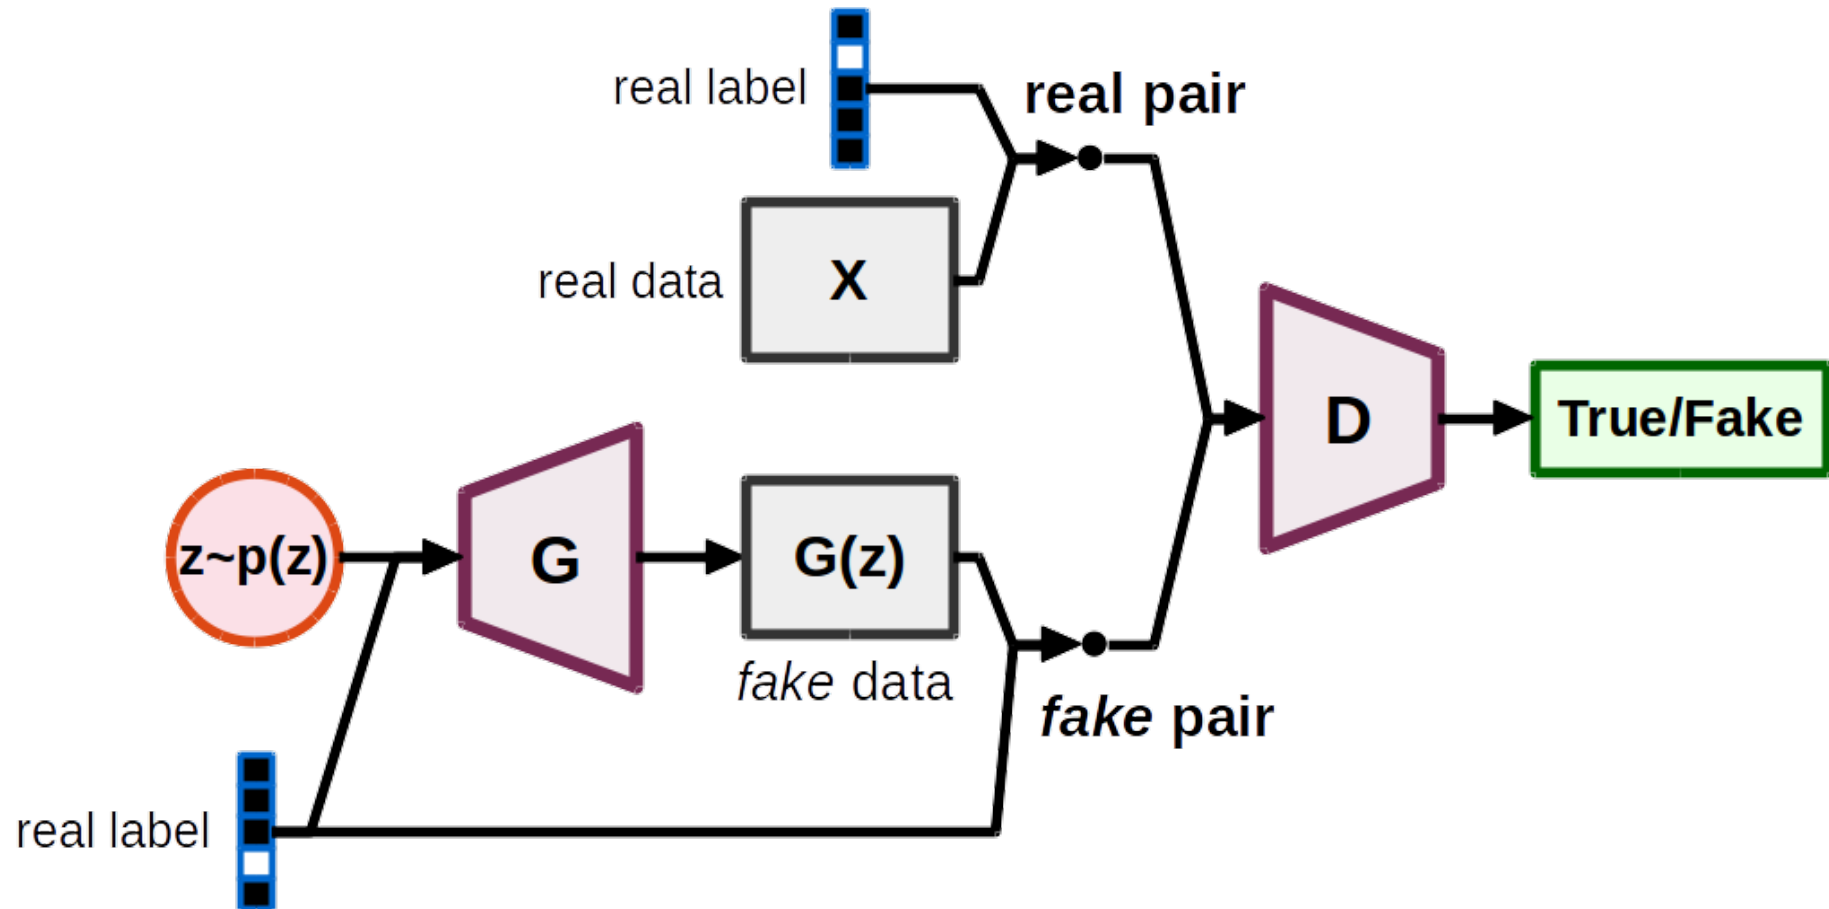 real label
real pair
real data
X
D
True/Fake
z~p(z)
G
G(z)
fake data
fake pair
real label